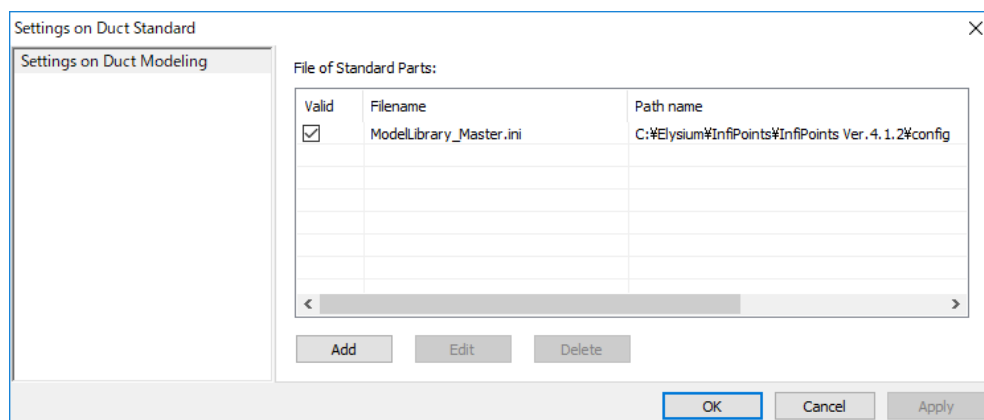 Settings on Duct Standard
Settings on Duct Modeling
File of Standard Parts:
Valid Filename Path name
ModelLibrary_Master.ini C:¥Elysium¥InfiPoints¥InfiPoints Ver.4.1.2¥config
Add Edit Delete
OK Cancel Apply